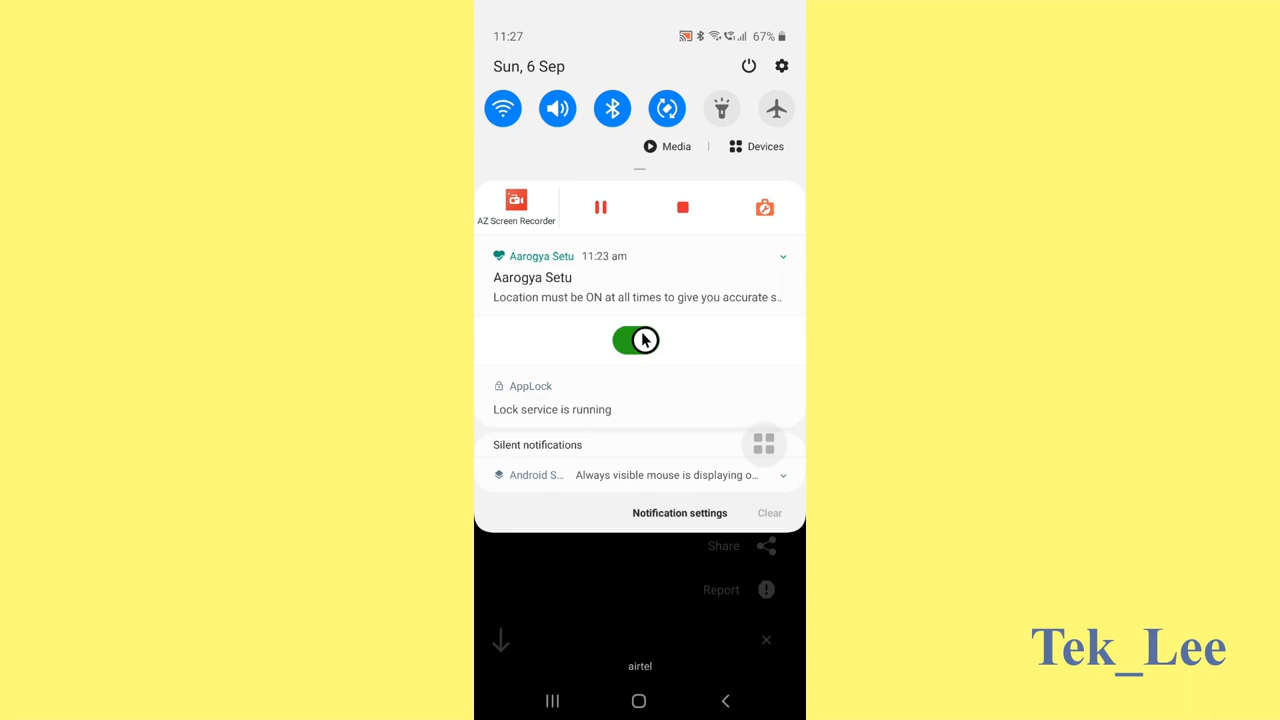 11:27
67%
Sun, 6 Sep
Media | Devices
AZ Screen Recorder
Aarogya Setu 11:23 am
Aarogya Setu
Location must be ON at all times to give you accurate s..
AppLock
Lock service is running
Silent notifications
Android S... Always visible mouse is displaying o...
Notification settings Clear
Share
Report
airtel
Tek_Lee